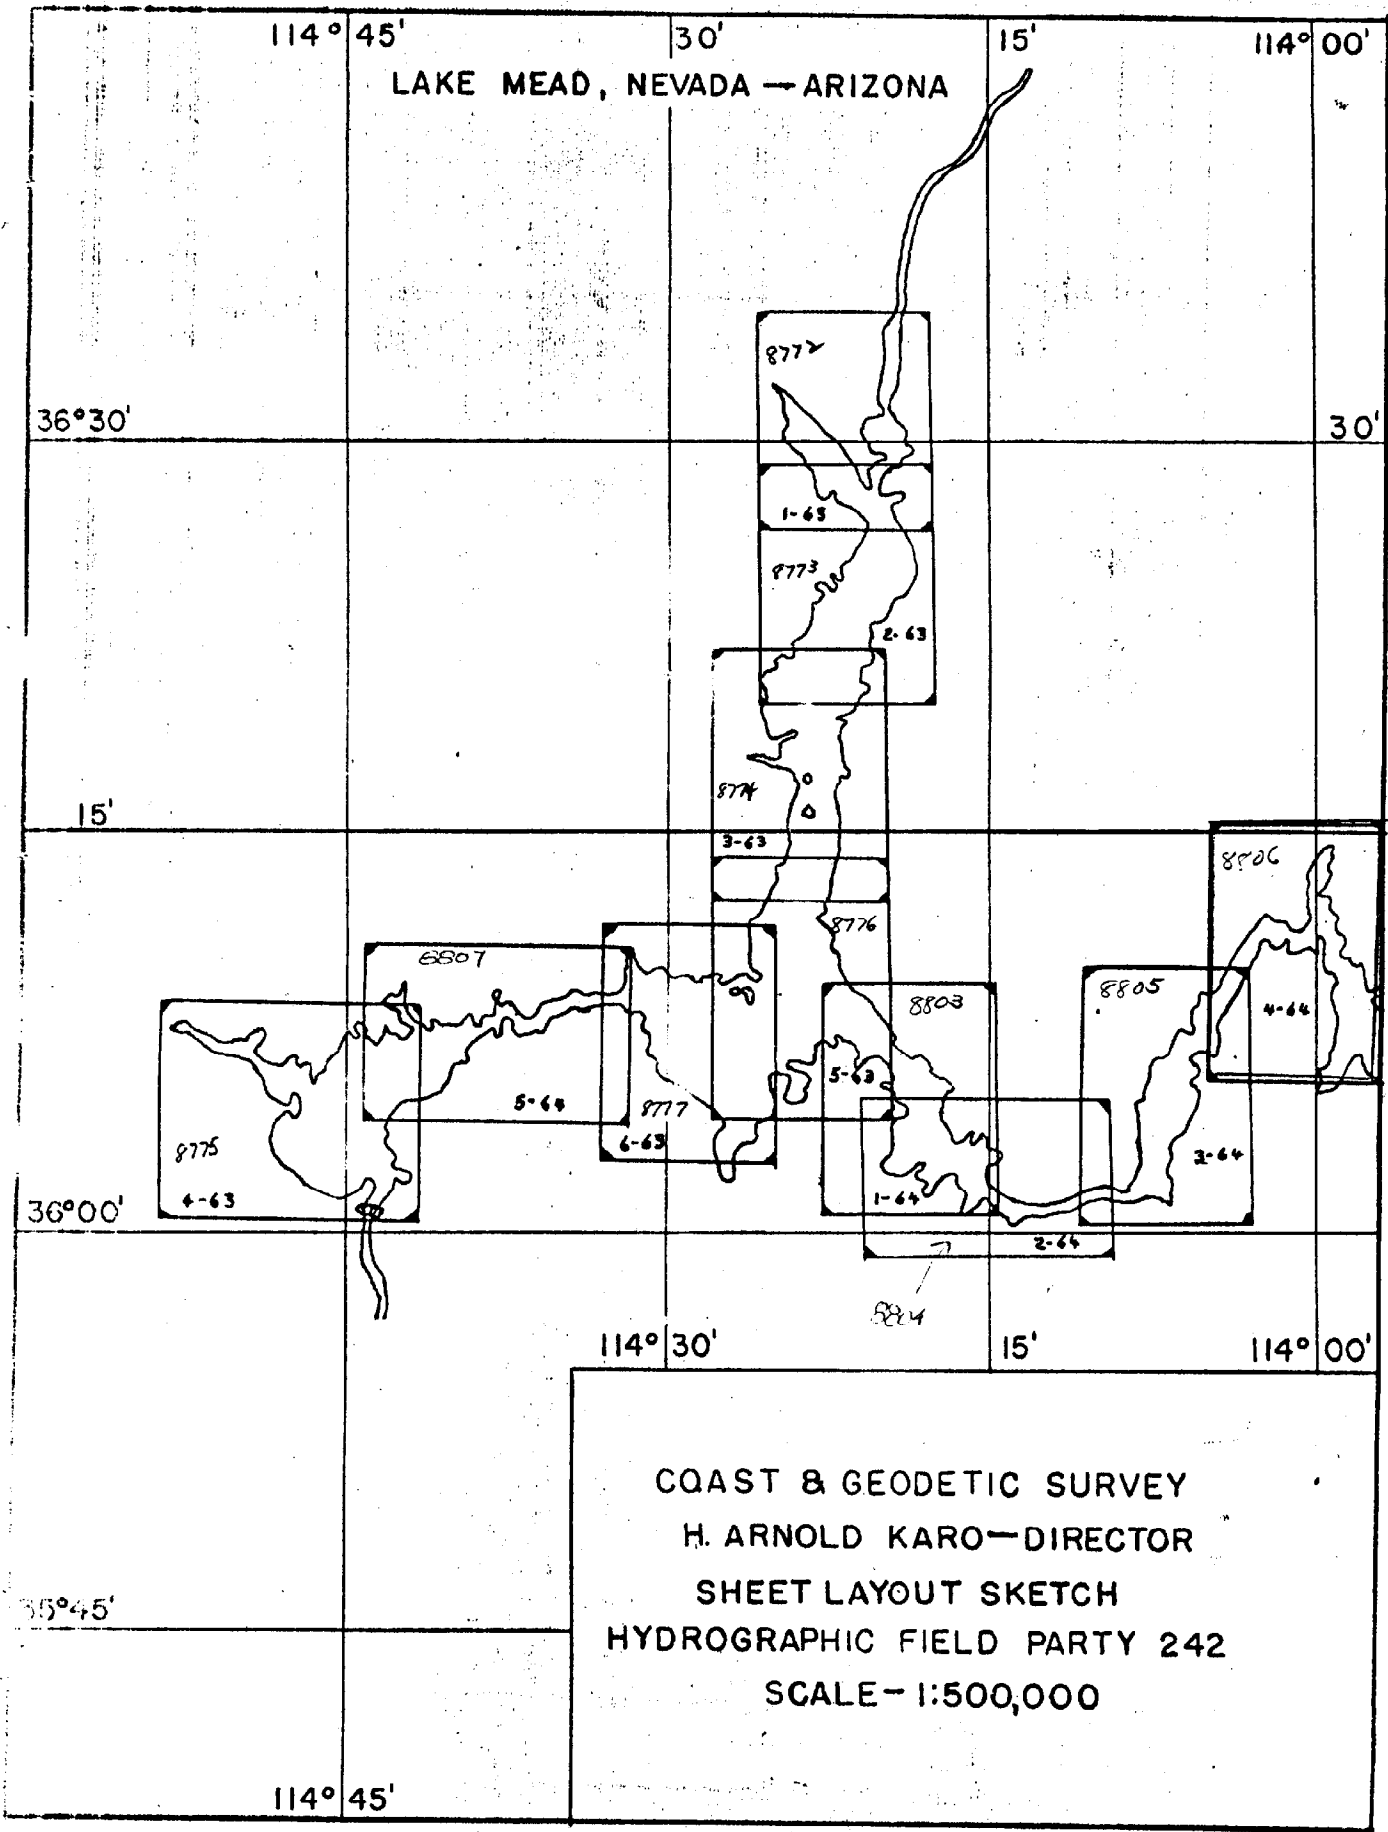 114° 45' 30' 15' 114° 00'
LAKE MEAD, NEVADA — ARIZONA
8772
36° 30' 30'
1-63
8773
2-63
8774
15'
3-63
8806
8776
8807
8803
8805
4-64
5-63
5-64
8777
6-63
8775
3-64
4-63
1-64
36° 00'
2-64
8804
114° 30' 15' 114° 00'
COAST & GEODETIC SURVEY
H. ARNOLD KARO — DIRECTOR
SHEET LAYOUT SKETCH
35° 45'
HYDROGRAPHIC FIELD PARTY 242
SCALE - 1:500,000
114° 45'